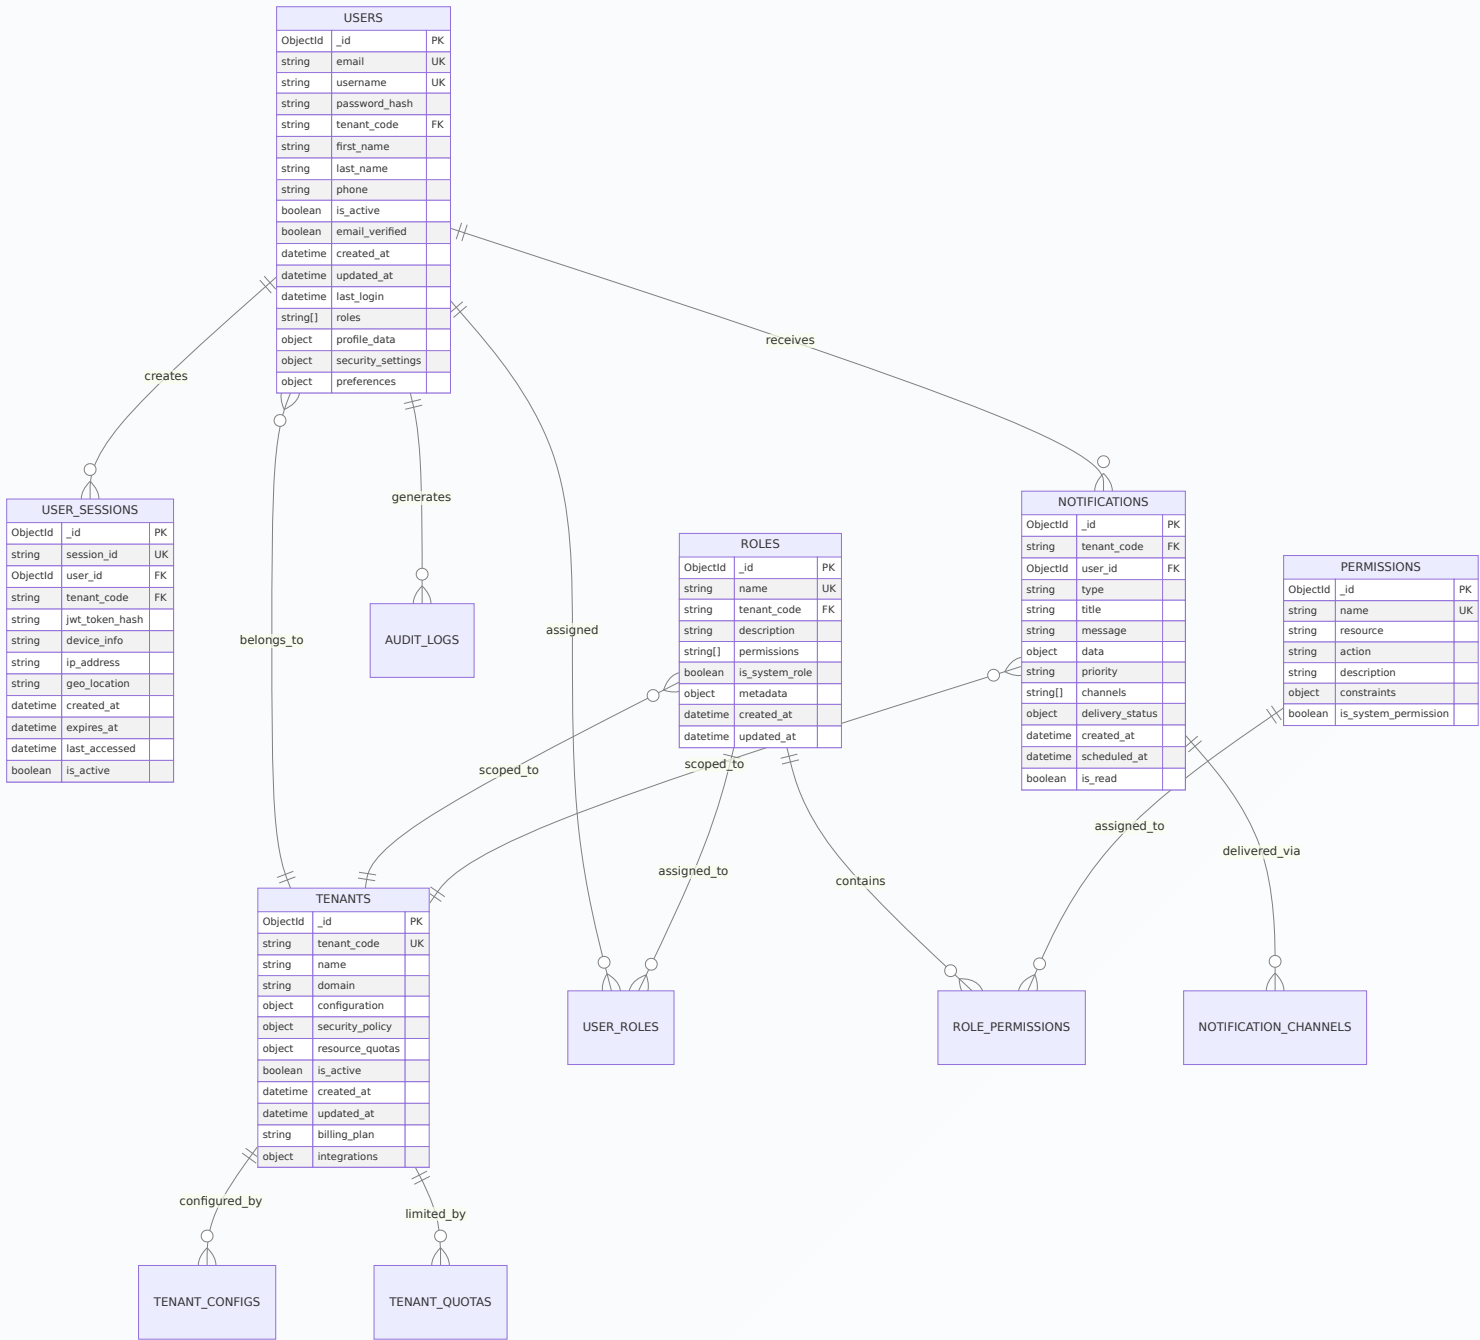 USERS
ObjectId _id PK
string email UK
string username UK
string password_hash
string tenant_code FK
string first_name
string last_name
string phone
boolean is_active
boolean email_verified
datetime created_at
datetime updated_at
datetime last_login
string[] roles
object profile_data
object security_settings
object preferences
receives
creates
generates
assigned
belongs_to
USER_SESSIONS
ObjectId _id PK
string session_id UK
ObjectId user_id FK
string tenant_code FK
string jwt_token_hash
string device_info
string ip_address
string geo_location
datetime created_at
datetime expires_at
datetime last_accessed
boolean is_active
AUDIT_LOGS
ROLES
ObjectId _id PK
string name UK
string tenant_code FK
string description
string[] permissions
boolean is_system_role
object metadata
datetime created_at
datetime updated_at
NOTIFICATIONS
ObjectId _id PK
string tenant_code FK
ObjectId user_id FK
string type
string title
string message
object data
string priority
string[] channels
object delivery_status
datetime created_at
datetime scheduled_at
boolean is_read
PERMISSIONS
ObjectId _id PK
string name UK
string resource
string action
string description
object constraints
boolean is_system_permission
scoped_to
scoped_to
assigned_to
delivered_via
assigned_to
contains
TENANTS
ObjectId _id PK
string tenant_code UK
string name
string domain
object configuration
object security_policy
object resource_quotas
boolean is_active
datetime created_at
datetime updated_at
string billing_plan
object integrations
USER_ROLES
ROLE_PERMISSIONS
NOTIFICATION_CHANNELS
configured_by
limited_by
TENANT_CONFIGS
TENANT_QUOTAS